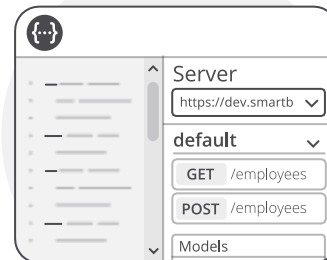 {···}
Server
https://dev.smartb
default
GET /employees
POST /employees
Models